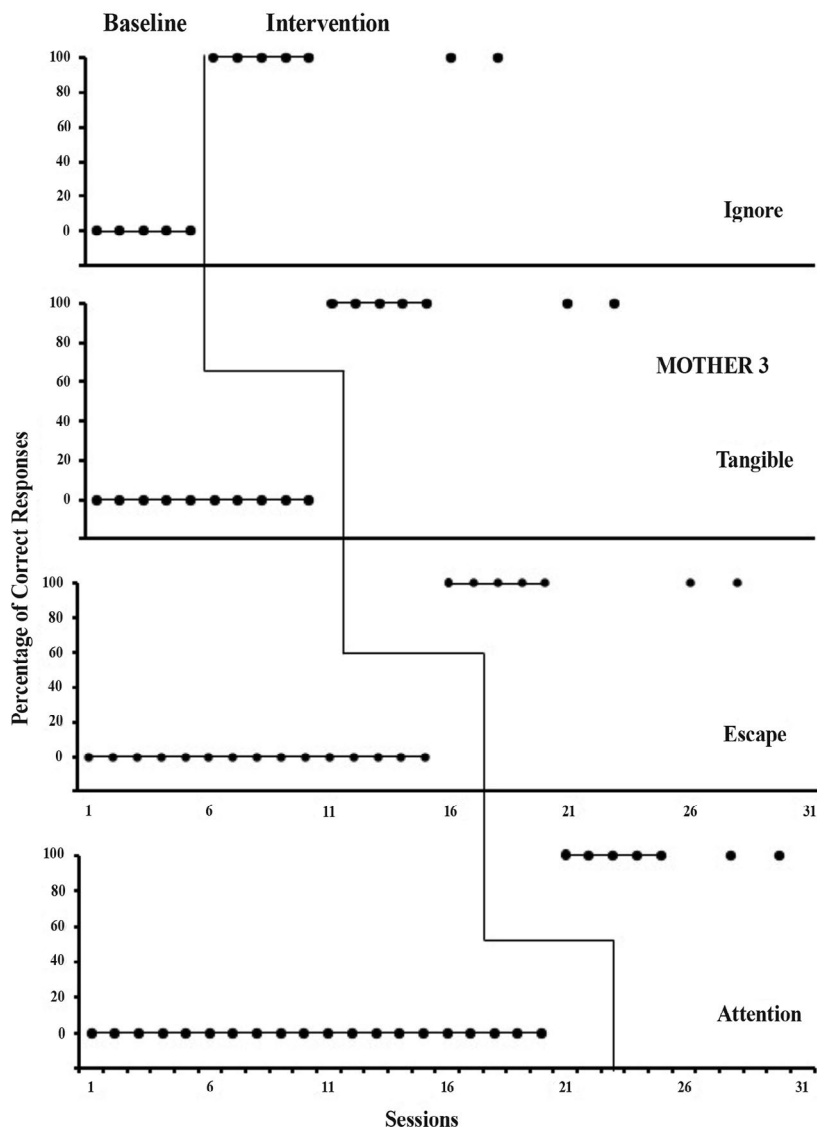 Baseline Intervention
100
80
60
40
20
0
Ignore
100
80
60
40
20
0
MOTHER 3
Tangible
Percentage of Correct Responses
100
80
60
40
20
0
Escape
1 6 11 16 21 26 31
100
80
60
40
20
0
Attention
1 6 11 16 21 26 31
Sessions